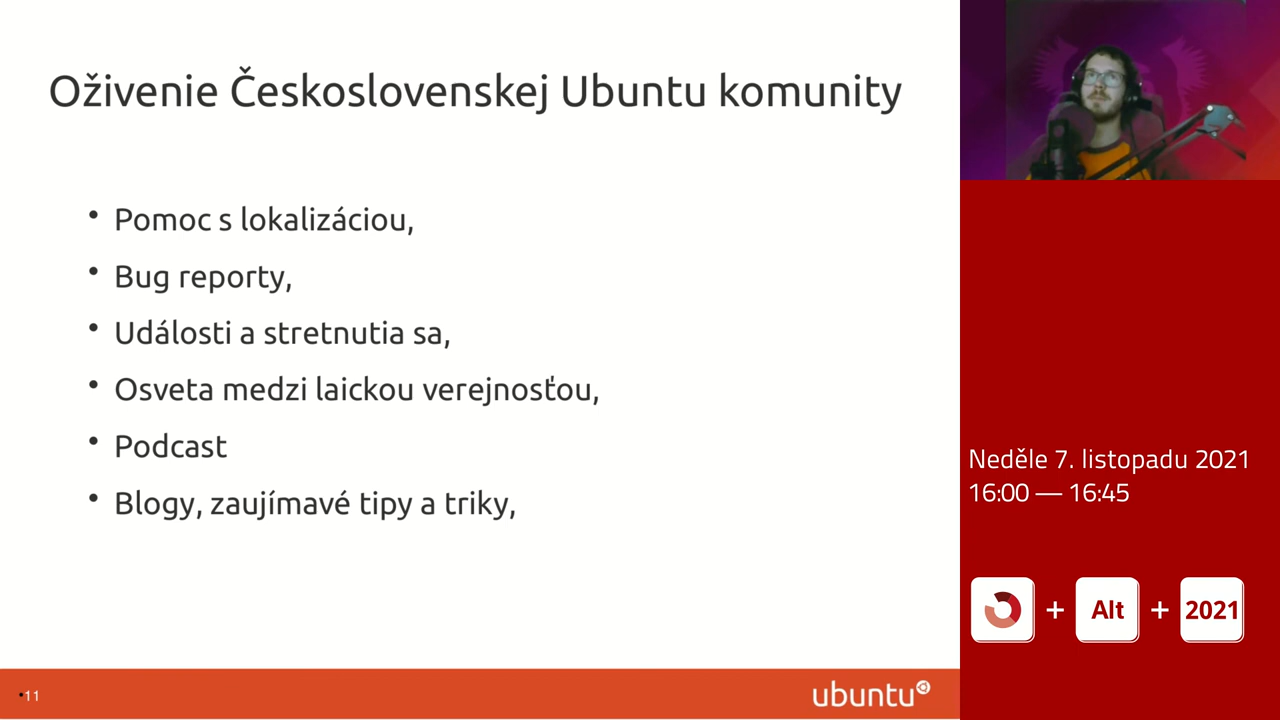 Oživenie Československej Ubuntu komunity
• Pomoc s lokalizáciou,
• Bug reporty,
• Události a stretnutia sa,
• Osveta medzi laickou verejnosťou,
• Podcast
• Blogy, zaujímavé tipy a triky,
•11
ubuntu
Neděle 7. listopadu 2021
16:00 — 16:45
+ Alt + 2021